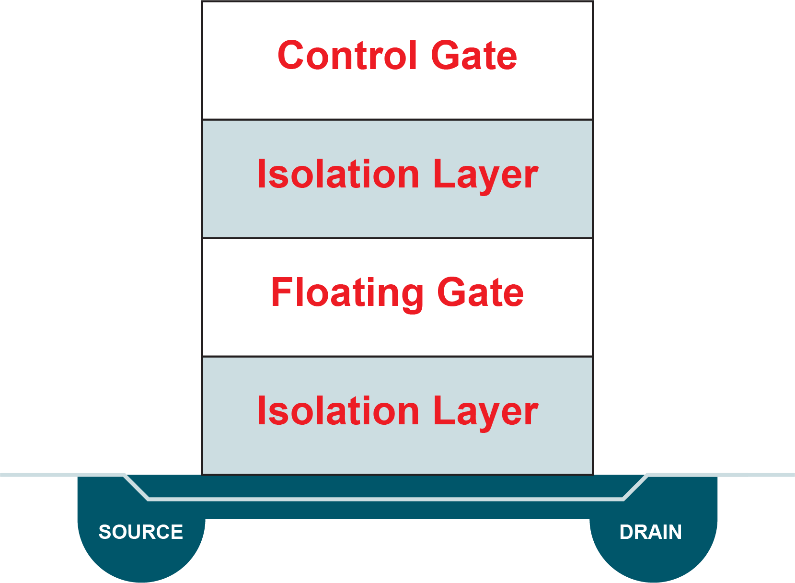 Control Gate
Isolation Layer
Floating Gate
Isolation Layer
SOURCE
DRAIN